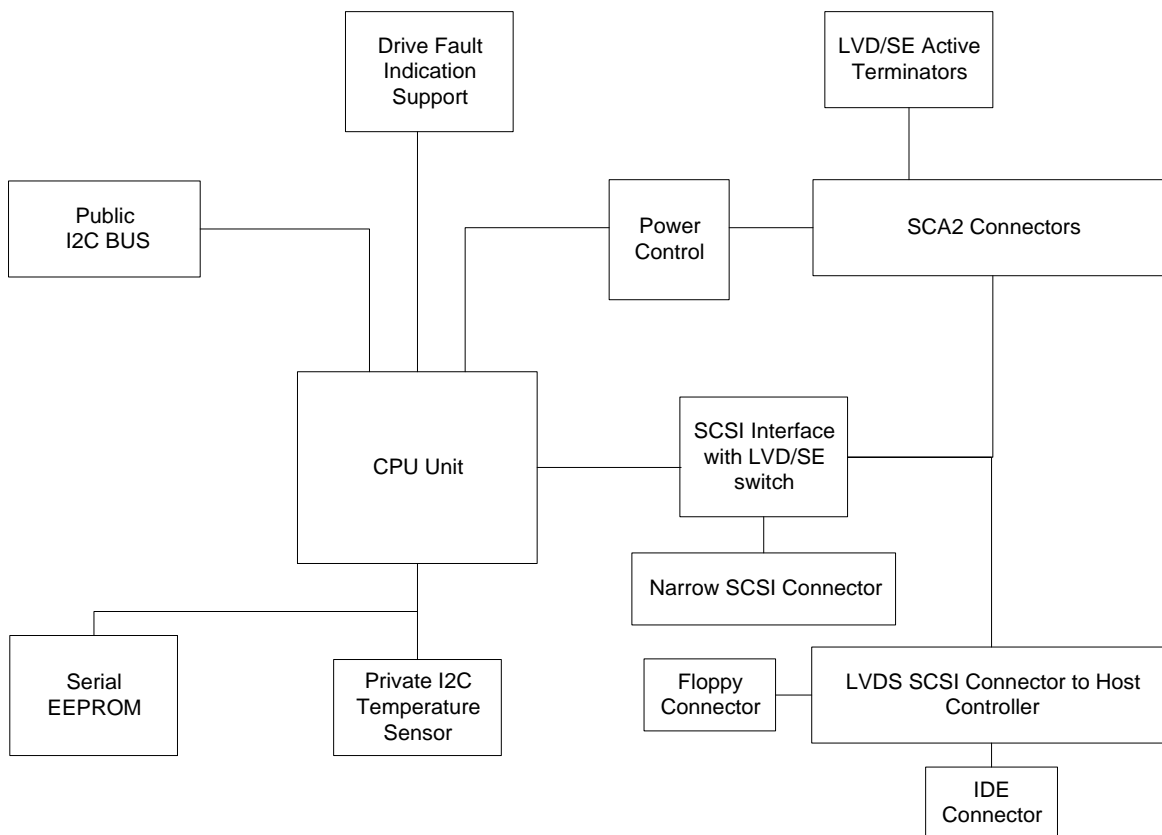 Drive Fault
Indication
Support
LVD/SE Active
Terminators
Public
I2C BUS
Power
Control
SCA2 Connectors
CPU Unit
SCSI Interface
with LVD/SE
switch
Narrow SCSI Connector
Serial
EEPROM
Private I2C
Temperature
Sensor
Floppy
Connector
LVDS SCSI Connector to Host
Controller
IDE
Connector